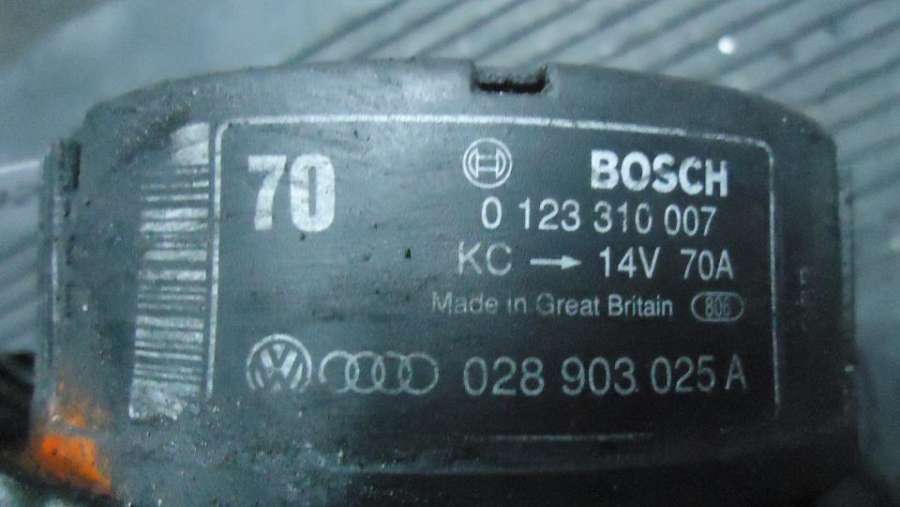 70
BOSCH
0 123 310 007
KC → 14V 70A
Made in Great Britain 806
028 903 025 A